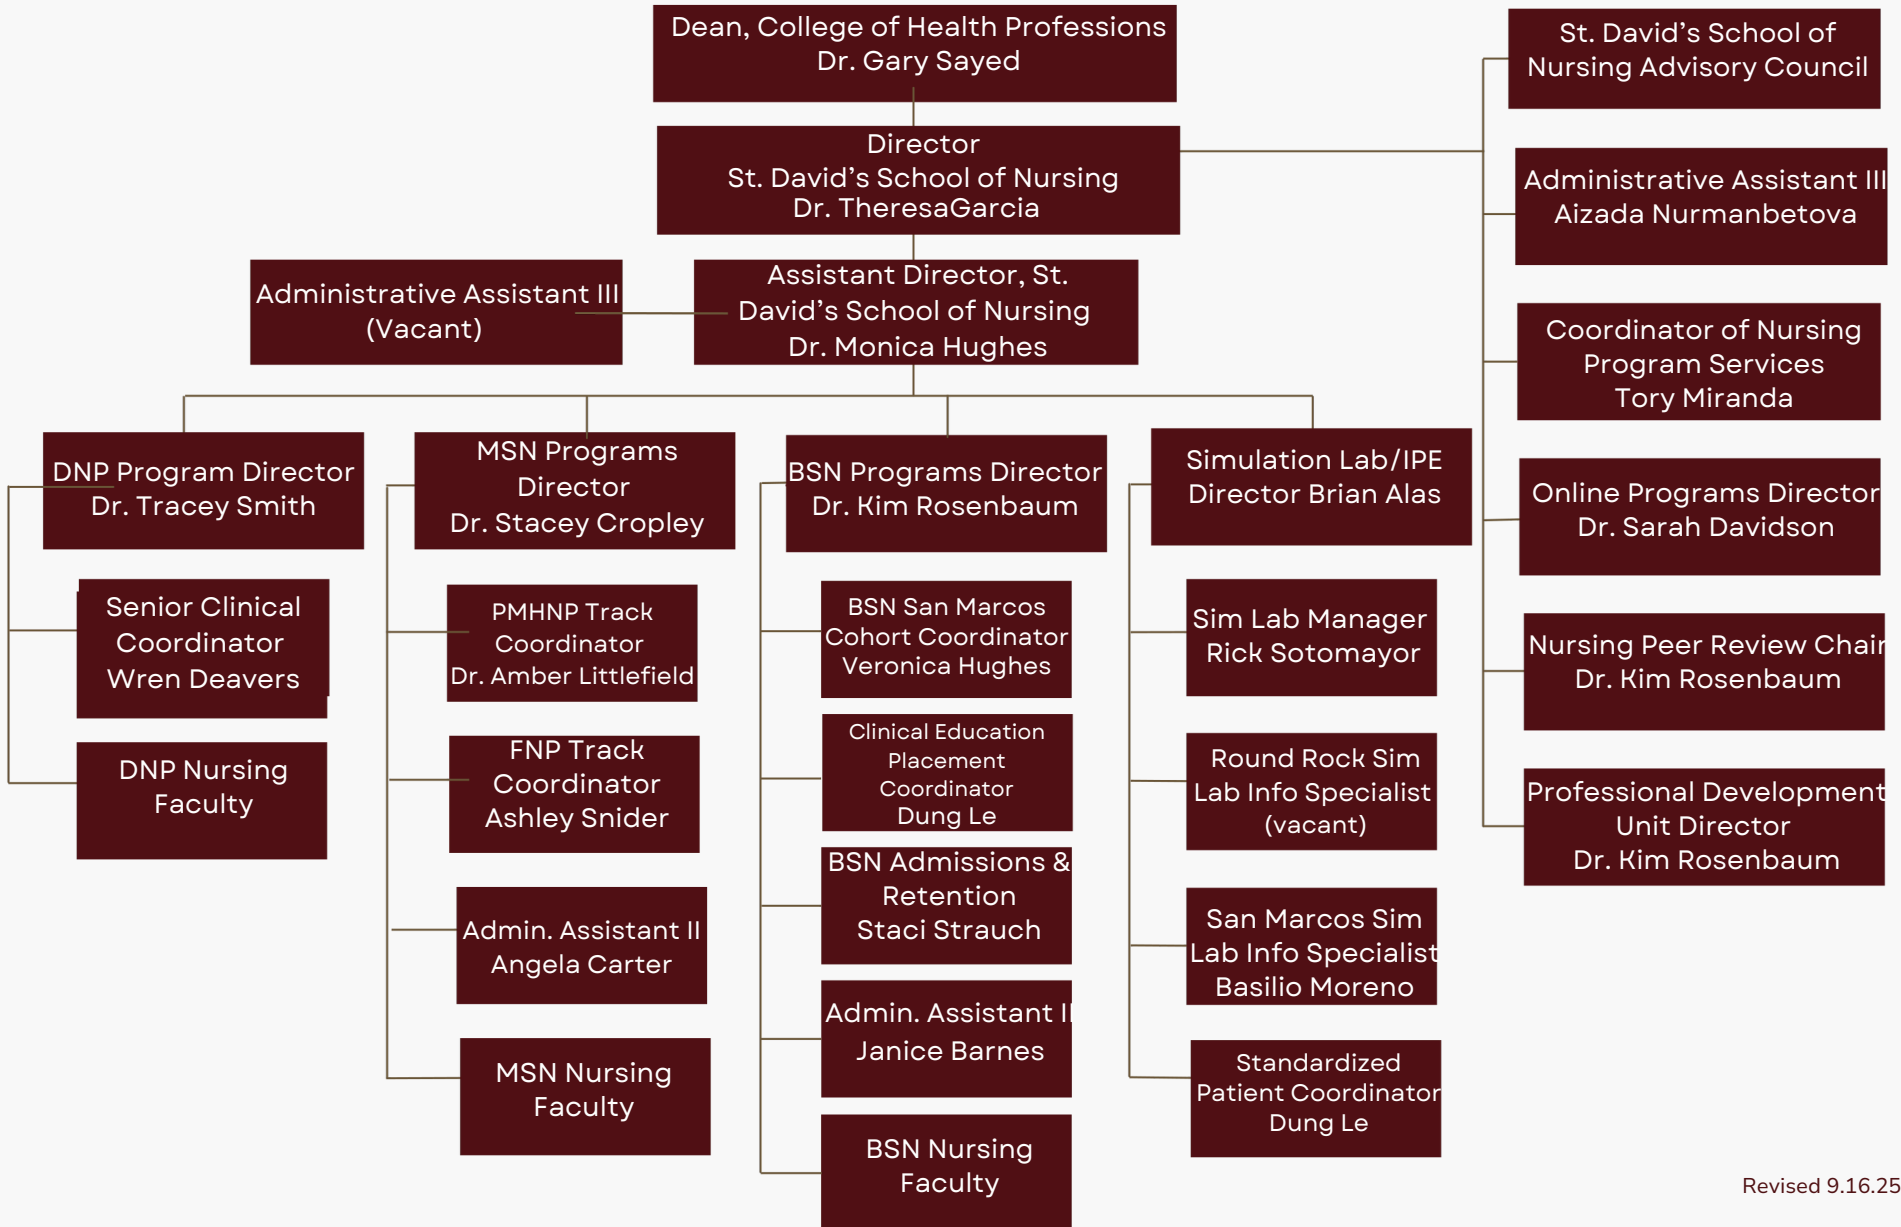 Dean, College of Health Professions
Dr. Gary Sayed
Director
St. David's School of Nursing
Dr. TheresaGarcia
Administrative Assistant III
(Vacant)
Assistant Director, St.
David's School of Nursing
Dr. Monica Hughes
DNP Program Director
Dr. Tracey Smith
Senior Clinical
Coordinator
Wren Deavers
DNP Nursing
Faculty
MSN Programs
Director
Dr. Stacey Cropley
PMHNP Track
Coordinator
Dr. Amber Littlefield
FNP Track
Coordinator
Ashley Snider
Admin. Assistant II
Angela Carter
MSN Nursing
Faculty
BSN Programs Director
Dr. Kim Rosenbaum
BSN San Marcos
Cohort Coordinator
Veronica Hughes
Clinical Education
Placement
Coordinator
Dung Le
BSN Admissions &
Retention
Staci Strauch
Admin. Assistant II
Janice Barnes
BSN Nursing
Faculty
Simulation Lab/IPE
Director Brian Alas
Sim Lab Manager
Rick Sotomayor
Round Rock Sim
Lab Info Specialist
(vacant)
San Marcos Sim
Lab Info Specialist
Basilio Moreno
Standardized
Patient Coordinator
Dung Le
St. David's School of
Nursing Advisory Council
Administrative Assistant III
Aizada Nurmanbetova
Coordinator of Nursing
Program Services
Tory Miranda
Online Programs Director
Dr. Sarah Davidson
Nursing Peer Review Chair
Dr. Kim Rosenbaum
Professional Development
Unit Director
Dr. Kim Rosenbaum
Revised 9.16.25